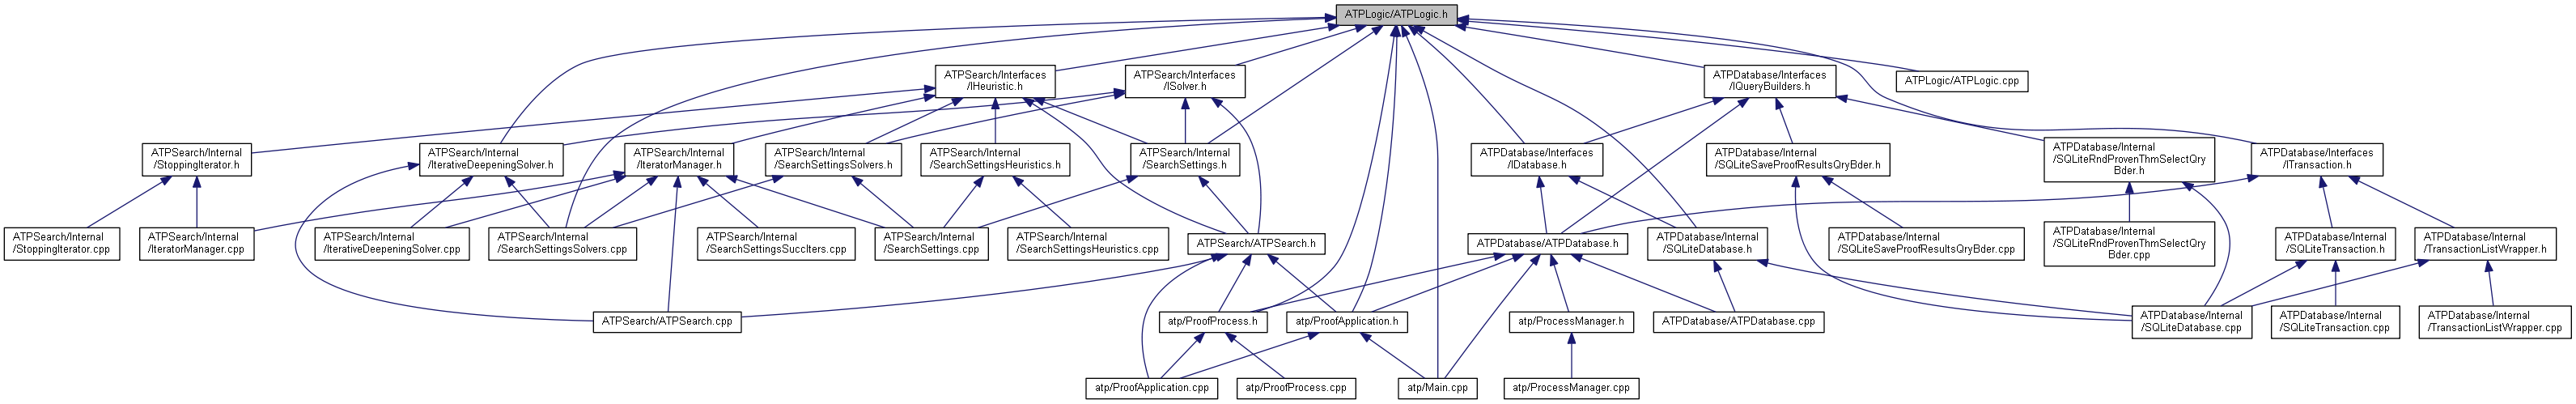 ATPLogic/ATPLogic.h
ATPSearch/Interfaces
/IHeuristic.h
ATPSearch/Interfaces
/ISolver.h
ATPDatabase/Interfaces
/IQueryBuilders.h
ATPLogic/ATPLogic.cpp
ATPSearch/Internal
/StoppingIterator.h
ATPSearch/Internal
/IterativeDeepeningSolver.h
ATPSearch/Internal
/IteratorManager.h
ATPSearch/Internal
/SearchSettingsSolvers.h
ATPSearch/Internal
/SearchSettingsHeuristics.h
ATPSearch/Internal
/SearchSettings.h
ATPDatabase/Interfaces
/IDatabase.h
ATPDatabase/Internal
/SQLiteSaveProofResultsQryBder.h
ATPDatabase/Internal
/SQLiteRndProvenThmSelectQry
Bder.h
ATPDatabase/Interfaces
/ITransaction.h
ATPSearch/Internal
/StoppingIterator.cpp
ATPSearch/Internal
/IteratorManager.cpp
ATPSearch/Internal
/IterativeDeepeningSolver.cpp
ATPSearch/Internal
/SearchSettingsSolvers.cpp
ATPSearch/Internal
/SearchSettingsSuccIters.cpp
ATPSearch/Internal
/SearchSettings.cpp
ATPSearch/Internal
/SearchSettingsHeuristics.cpp
ATPSearch/ATPSearch.h
ATPDatabase/ATPDatabase.h
ATPDatabase/Internal
/SQLiteDatabase.h
ATPDatabase/Internal
/SQLiteSaveProofResultsQryBder.cpp
ATPDatabase/Internal
/SQLiteRndProvenThmSelectQry
Bder.cpp
ATPDatabase/Internal
/SQLiteTransaction.h
ATPDatabase/Internal
/TransactionListWrapper.h
ATPSearch/ATPSearch.cpp
atp/ProofProcess.h
atp/ProofApplication.h
atp/ProcessManager.h
ATPDatabase/ATPDatabase.cpp
ATPDatabase/Internal
/SQLiteDatabase.cpp
ATPDatabase/Internal
/SQLiteTransaction.cpp
ATPDatabase/Internal
/TransactionListWrapper.cpp
atp/ProofApplication.cpp
atp/ProofProcess.cpp
atp/Main.cpp
atp/ProcessManager.cpp